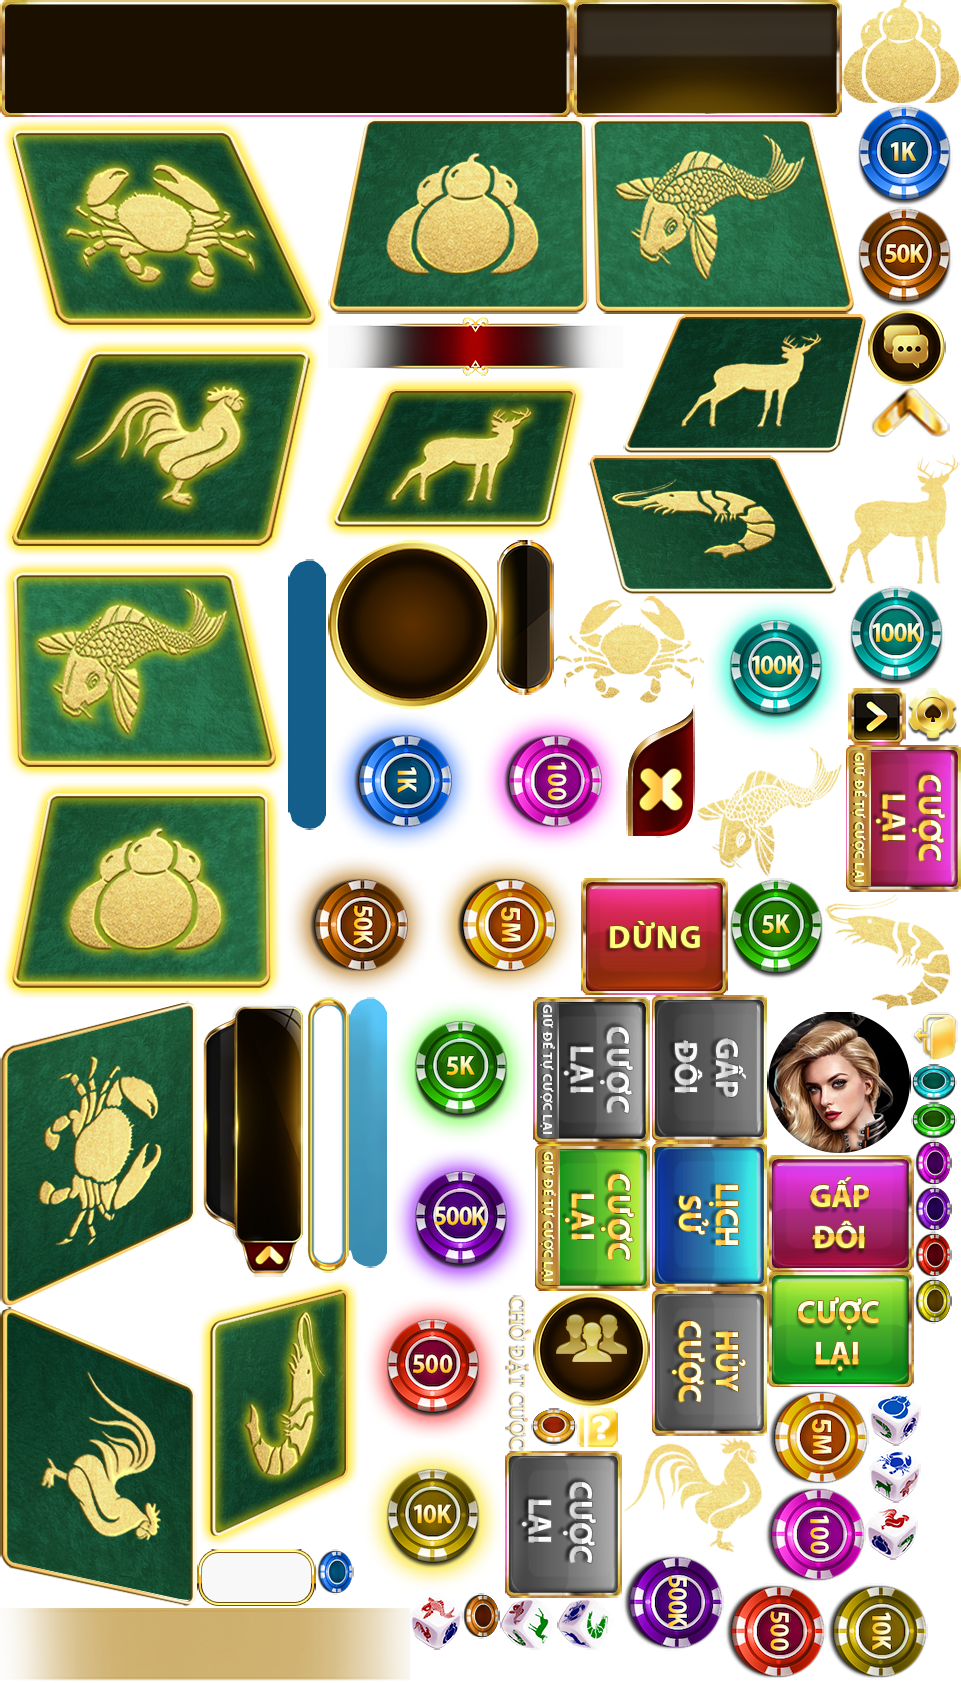 1K
50K
100K
100K
1K
100
CƯỢC
LẠI
GIỮ ĐỂ TỰ CƯỢC LẠI
50K
5M
DỪNG
5K
5K
CƯỢC
LẠI
GIỮ ĐỂ TỰ CƯỢC LẠI
GẤP
ĐÔI
500K
CƯỢC
LẠI
GIỮ ĐỂ TỰ CƯỢC LẠI
LỊCH
SỬ
GẤP
ĐÔI
500
CHỜ ĐẶT CƯỢC
HỦY
CƯỢC
CƯỢC
LẠI
?
5M
10K
CƯỢC
LẠI
100
500K
500
10K